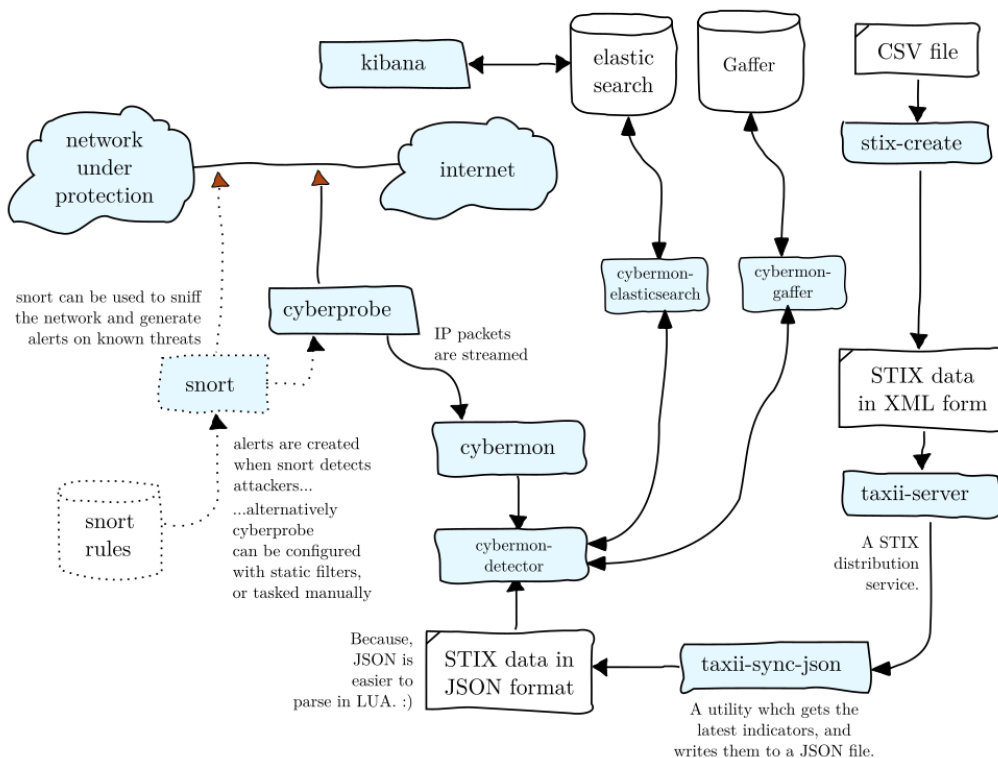 kibana
elastic
search
Gaffer
CSV file
stix-create
network
under
protection
internet
cybermon-
elasticsearch
cybermon-
gaffer
snort can be used to sniff
the network and generate
alerts on known threats
cyberprobe
IP packets
are streamed
snort
STIX data
in XML form
cybermon
alerts are created
when snort detects
attackers...
...alternatively
cyberprobe
can be configured
with static filters,
or tasked manually
snort
rules
taxii-server
cybermon-
detector
A STIX
distribution
service.
Because,
JSON is
easier to
parse in LUA. :)
STIX data in
JSON format
taxii-sync-json
A utility whch gets the
latest indicators, and
writes them to a JSON file.